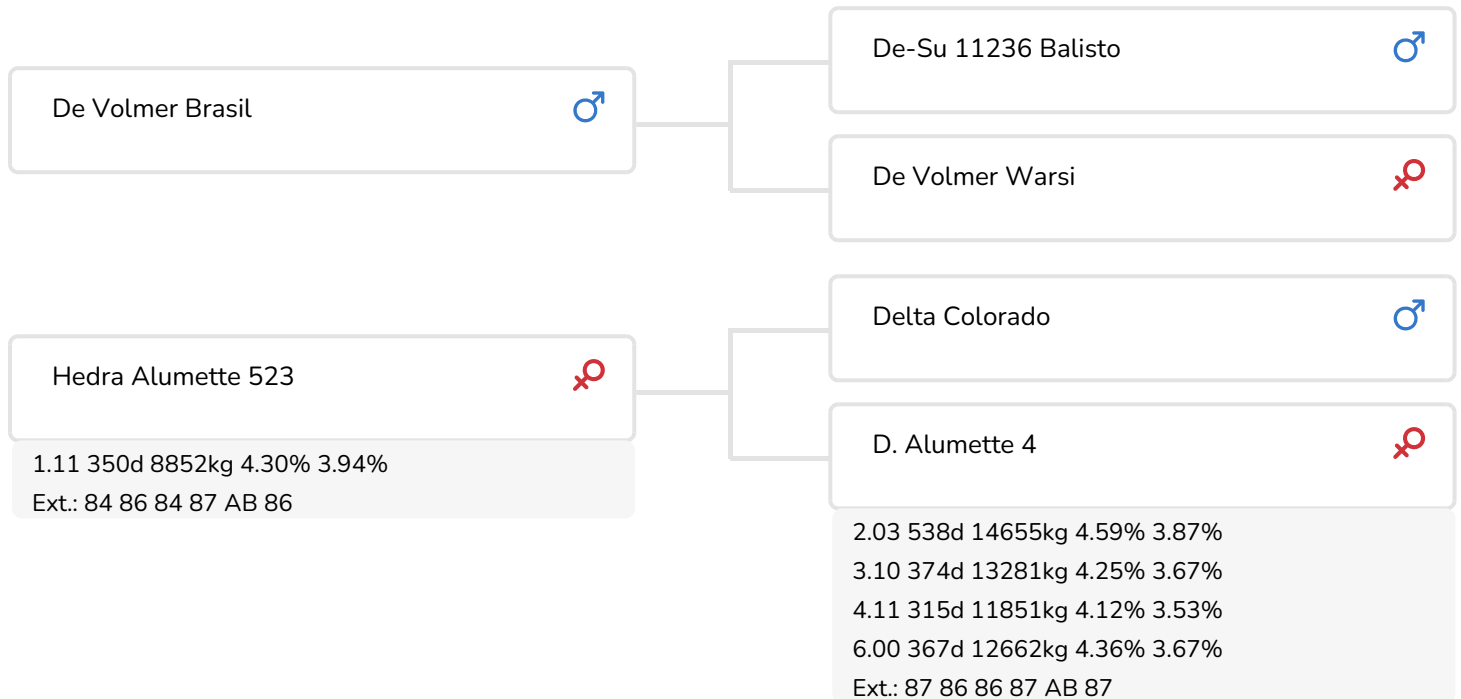 De Volmer Brasil
Hedra Alumette 523
1.11 350d 8852kg 4.30% 3.94%
Ext.: 84 86 84 87 AB 86
De-Su 11236 Balisto
De Volmer Warsi
Delta Colorado
D. Alumette 4
2.03 538d 14655kg 4.59% 3.87%
3.10 374d 13281kg 4.25% 3.67%
4.11 315d 11851kg 4.12% 3.53%
6.00 367d 12662kg 4.36% 3.67%
Ext.: 87 86 86 87 AB 87